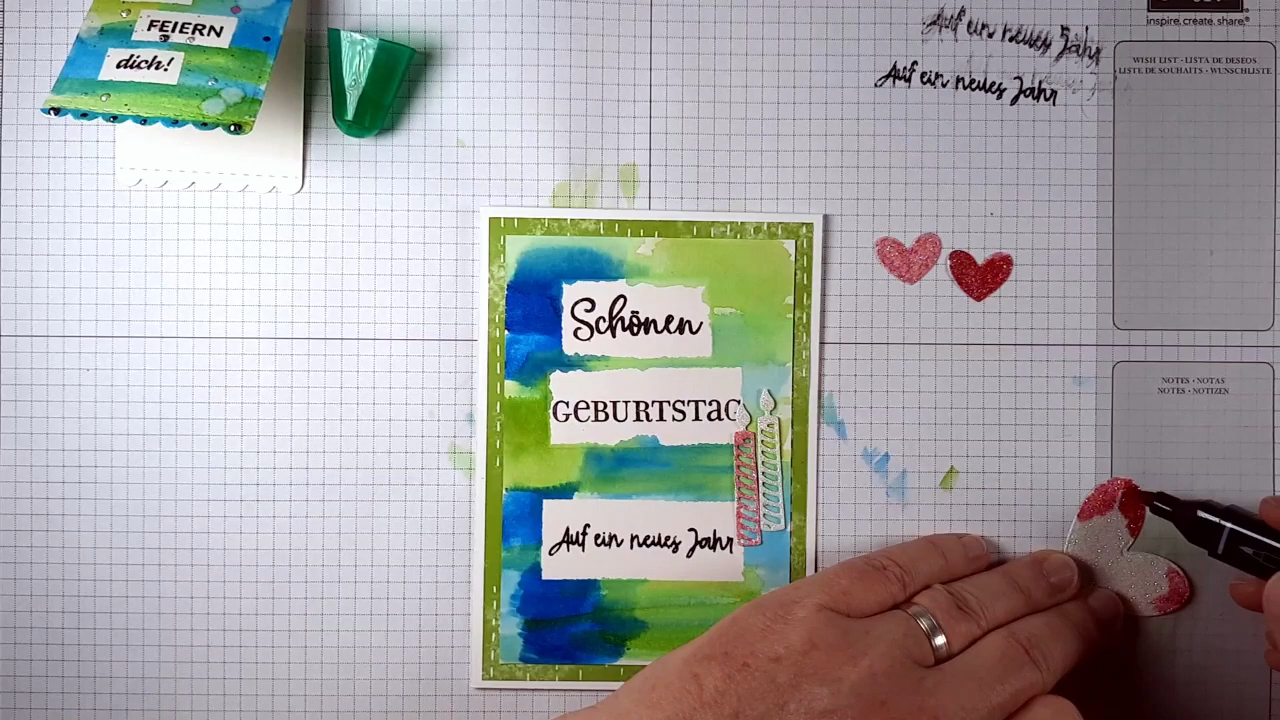 FEIERN
dich!
Auf ein neues Jahr
Auf ein neues Jahr
inspire. create. share.®
WISH LIST • LISTA DE DESEOS
LISTE DE SOUHAITS • WUNSCHLISTE
Schönen
GEBURTSTAG
Auf ein neues Jahr
NOTES • NOTAS
NOTES • NOTIZEN